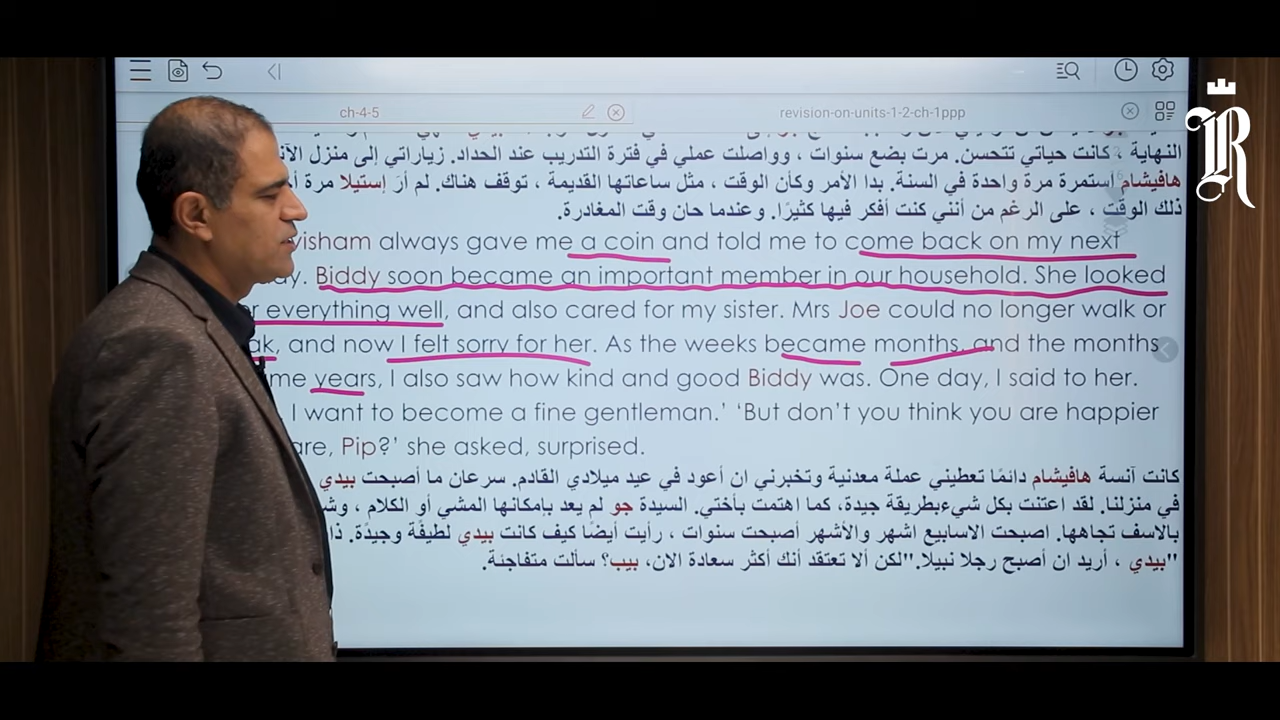 ch-4-5
revision-on-units-1-2-ch-1ppp
النهاية ، كانت حياتي تتحسن. مرت بضع سنوات ، وواصلت عملي في فترة التدريب عند الحداد. زياراتي إلى منزل
هافيشام استمرة مرة واحدة في السنة. بدا الأمر وكأن الوقت ، مثل ساعاتها القديمة ، توقف هناك. لم أر إستيلا مرة
ذلك الوقت ، على الرغم من أنني كنت أفكر فيها كثيرًا. وعندما حان وقت المغادرة.
visham always gave me a coin and told me to come back on my next
ay. Biddy soon became an important member in our household. She looked
r everything well, and also cared for my sister. Mrs Joe could no longer walk or
ak, and now I felt sorry for her. As the weeks became months, and the months
me years, I also saw how kind and good Biddy was. One day, I said to her.
I want to become a fine gentleman.' 'But don't you think you are happier
are, Pip?' she asked, surprised.
كانت آنسة هافيشام دائمًا تعطيني عملة معدنية وتخبرني ان أعود في عيد ميلادي القادم. سرعان ما أصبحت بيدي
في منزلنا. لقد اعتنت بكل شيءبطريقة جيدة، كما اهتمت بأختي. السيدة جو لم يعد بإمكانها المشي أو الكلام ،
بالاسف تجاهها. اصبحت الاسابيع اشهر والأشهر أصبحت سنوات ، رأيت أيضًا كيف كانت بيدي لطيفة وجيدة.
"بيدي ، أريد ان أصبح رجلا نبيلا."لكن ألا تعتقد أنك أكثر سعادة الان، بيب؟ سألت متفاجئة.